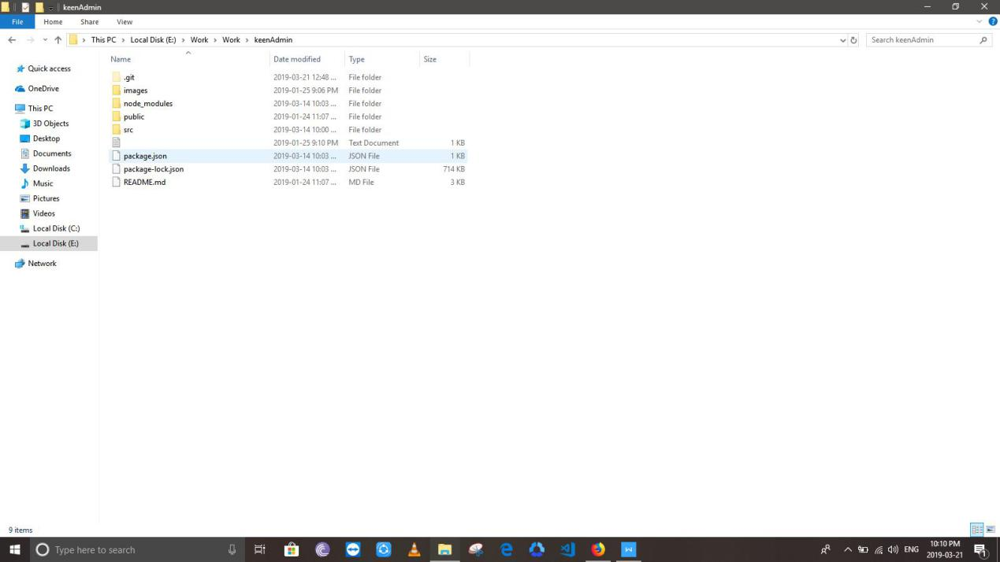 keenAdmin
File Home Share View
This PC Local Disk (E:) Work Work keenAdmin Search keenAdmin
Name Date modified Type Size
Quick access
OneDrive
This PC
3D Objects
Desktop
Documents
Downloads
Music
Pictures
Videos
Local Disk (C:)
Local Disk (E:)
Network
.git 2019-03-21 12:48 ... File folder
images 2019-01-25 9:06 PM File folder
node_modules 2019-03-14 10:03 ... File folder
public 2019-01-24 11:07 ... File folder
src 2019-03-14 10:00 ... File folder
2019-01-25 9:10 PM Text Document 1 KB
package.json 2019-03-14 10:03 ... JSON File 1 KB
package-lock.json 2019-03-14 10:03 ... JSON File 714 KB
README.md 2019-01-24 11:07 ... MD File 3 KB
9 items
Type here to search
ENG
10:10 PM
2019-03-21
1